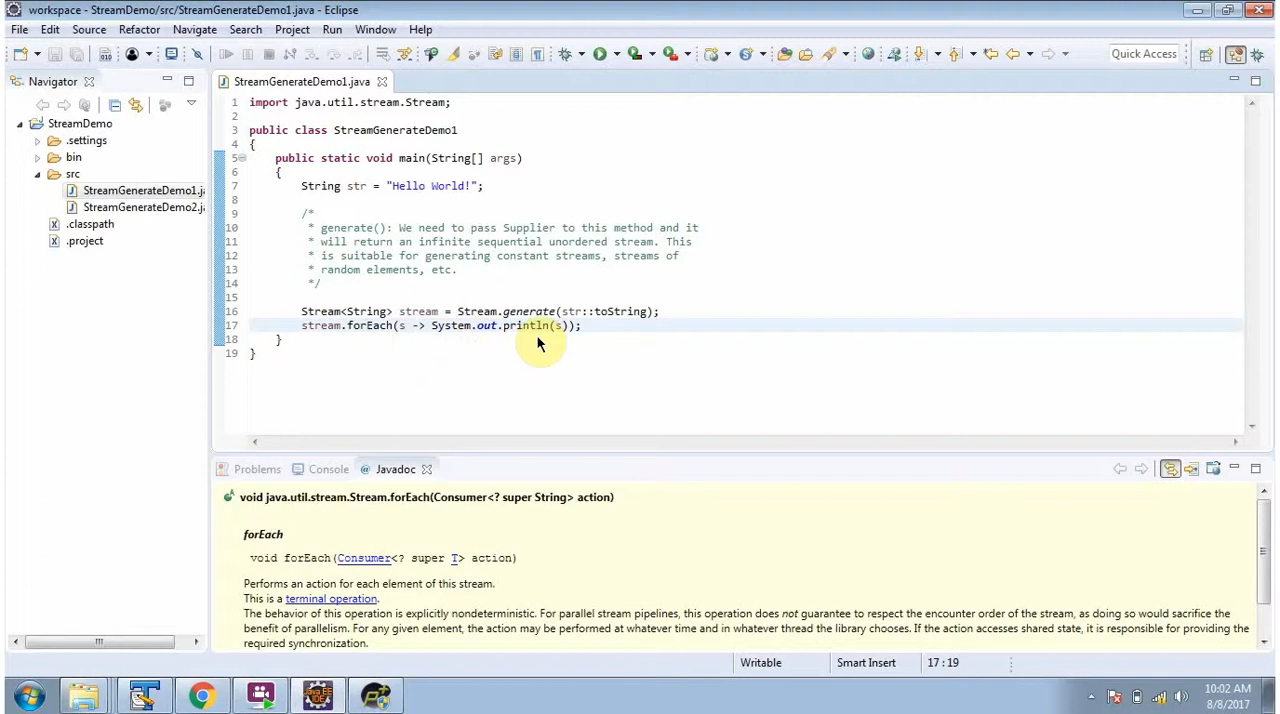 workspace - StreamDemo/src/StreamGenerateDemo1.java - Eclipse
File Edit Source Refactor Navigate Search Project Run Window Help
Quick Access
Navigator
StreamDemo
.settings
bin
src
StreamGenerateDemo1.ja
StreamGenerateDemo2.ja
.classpath
.project
StreamGenerateDemo1.java
1 import java.util.stream.Stream;
2
3 public class StreamGenerateDemo1
4 {
5 public static void main(String[] args)
6 {
7 String str = "Hello World!";
8
9 /*
10 * generate(): We need to pass Supplier to this method and it
11 * will return an infinite sequential unordered stream. This
12 * is suitable for generating constant streams, streams of
13 * random elements, etc.
14 */
15
16 Stream<String> stream = Stream.generate(str::toString);
17 stream.forEach(s -> System.out.println(s));
18 }
19 }
Problems Console @ Javadoc
void java.util.stream.Stream.forEach(Consumer<? super String> action)
forEach
void forEach(Consumer<? super T> action)
Performs an action for each element of this stream.
This is a terminal operation.
The behavior of this operation is explicitly nondeterministic. For parallel stream pipelines, this operation does not guarantee to respect the encounter order of the stream, as doing so would sacrifice the
benefit of parallelism. For any given element, the action may be performed at whatever time and in whatever thread the library chooses. If the action accesses shared state, it is responsible for providing the
required synchronization.
Writable Smart Insert 17 : 19
Java EE
IDE
10:02 AM
8/8/2017